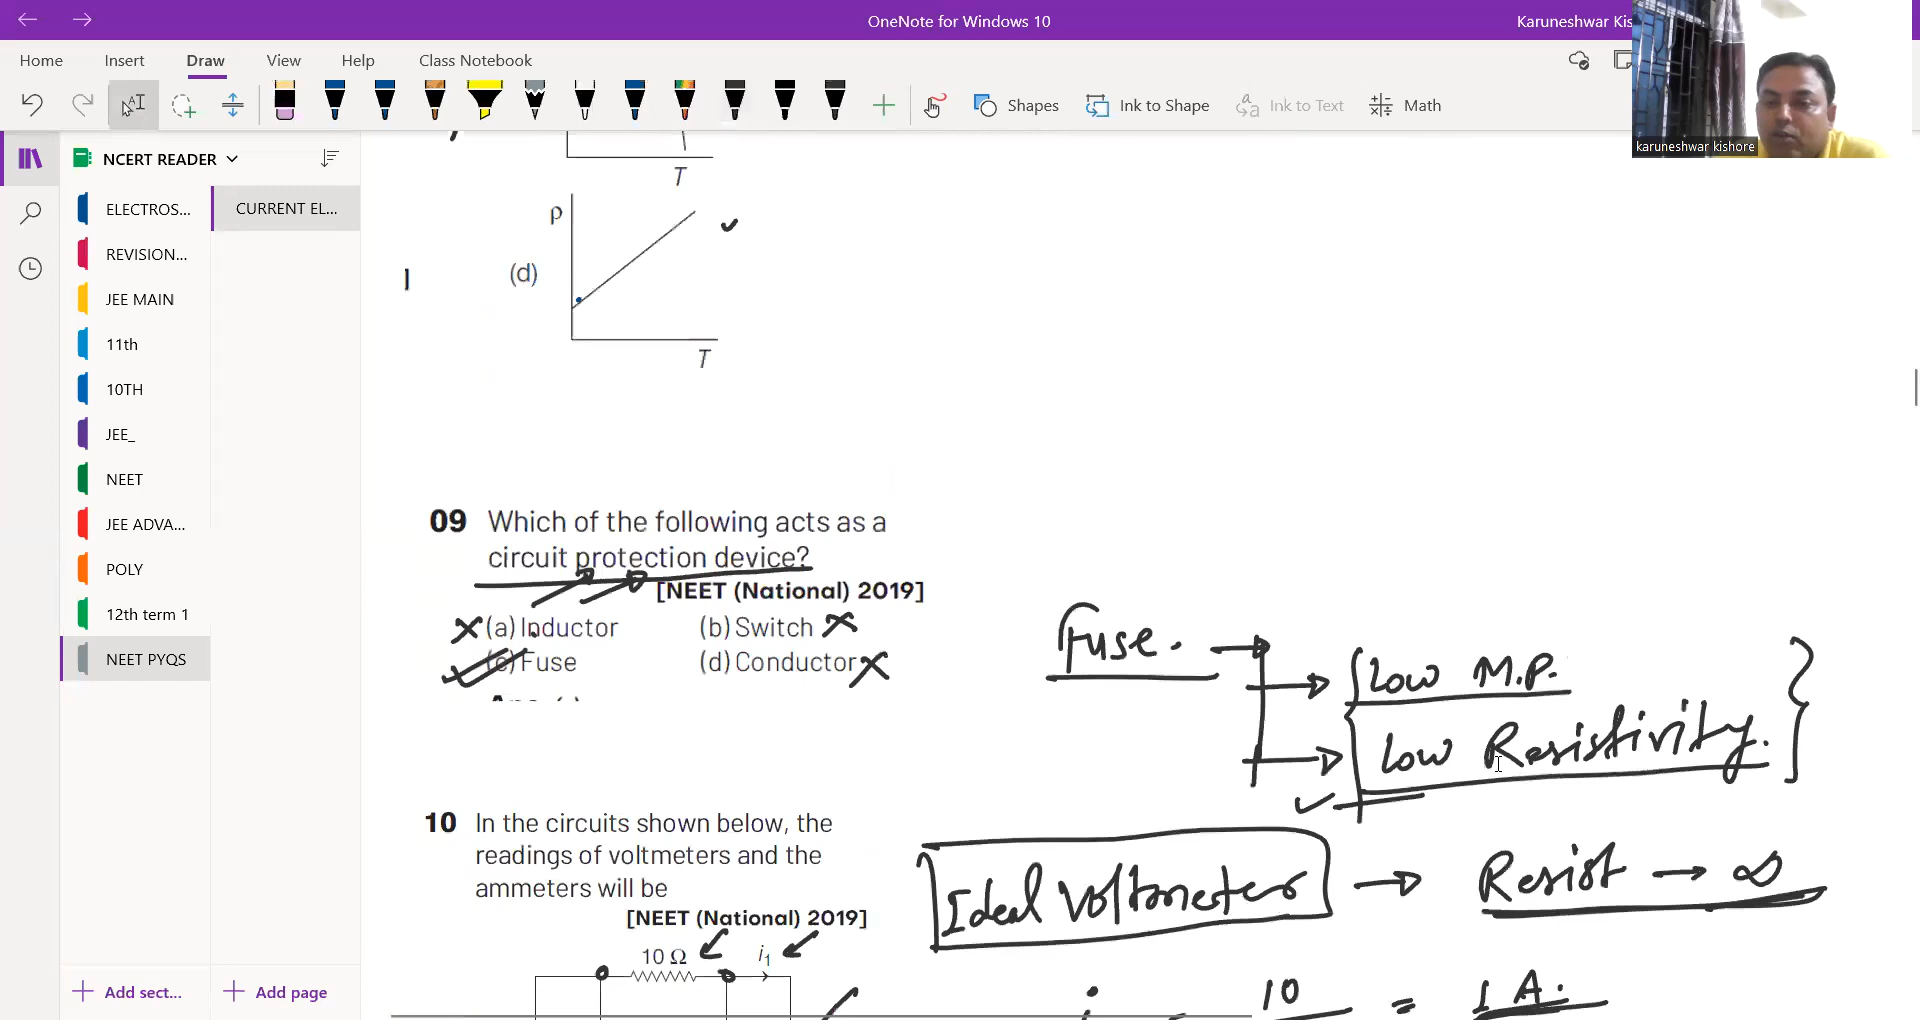 OneNote for Windows 10
Karuneshwar Kis
Home Insert Draw View Help Class Notebook
Shapes Ink to Shape Ink to Text Math
karuneshwar kishore
NCERT READER
ELECTROS...
REVISION...
JEE MAIN
11th
10TH
JEE_
NEET
JEE ADVA...
POLY
12th term 1
NEET PYQS
CURRENT EL...
Add sect... Add page
T
ρ
(d)
T
09 Which of the following acts as a
circuit protection device?
[NEET (National) 2019]
(a) Inductor (b) Switch
(c) Fuse (d) Conductor
Fuse.
Low M.P.
Low Resistivity.
10 In the circuits shown below, the
readings of voltmeters and the
ammeters will be
[NEET (National) 2019]
10 Ω i₁
Ideal Voltmeter → Resist → ∞
i 10 = 1 A.